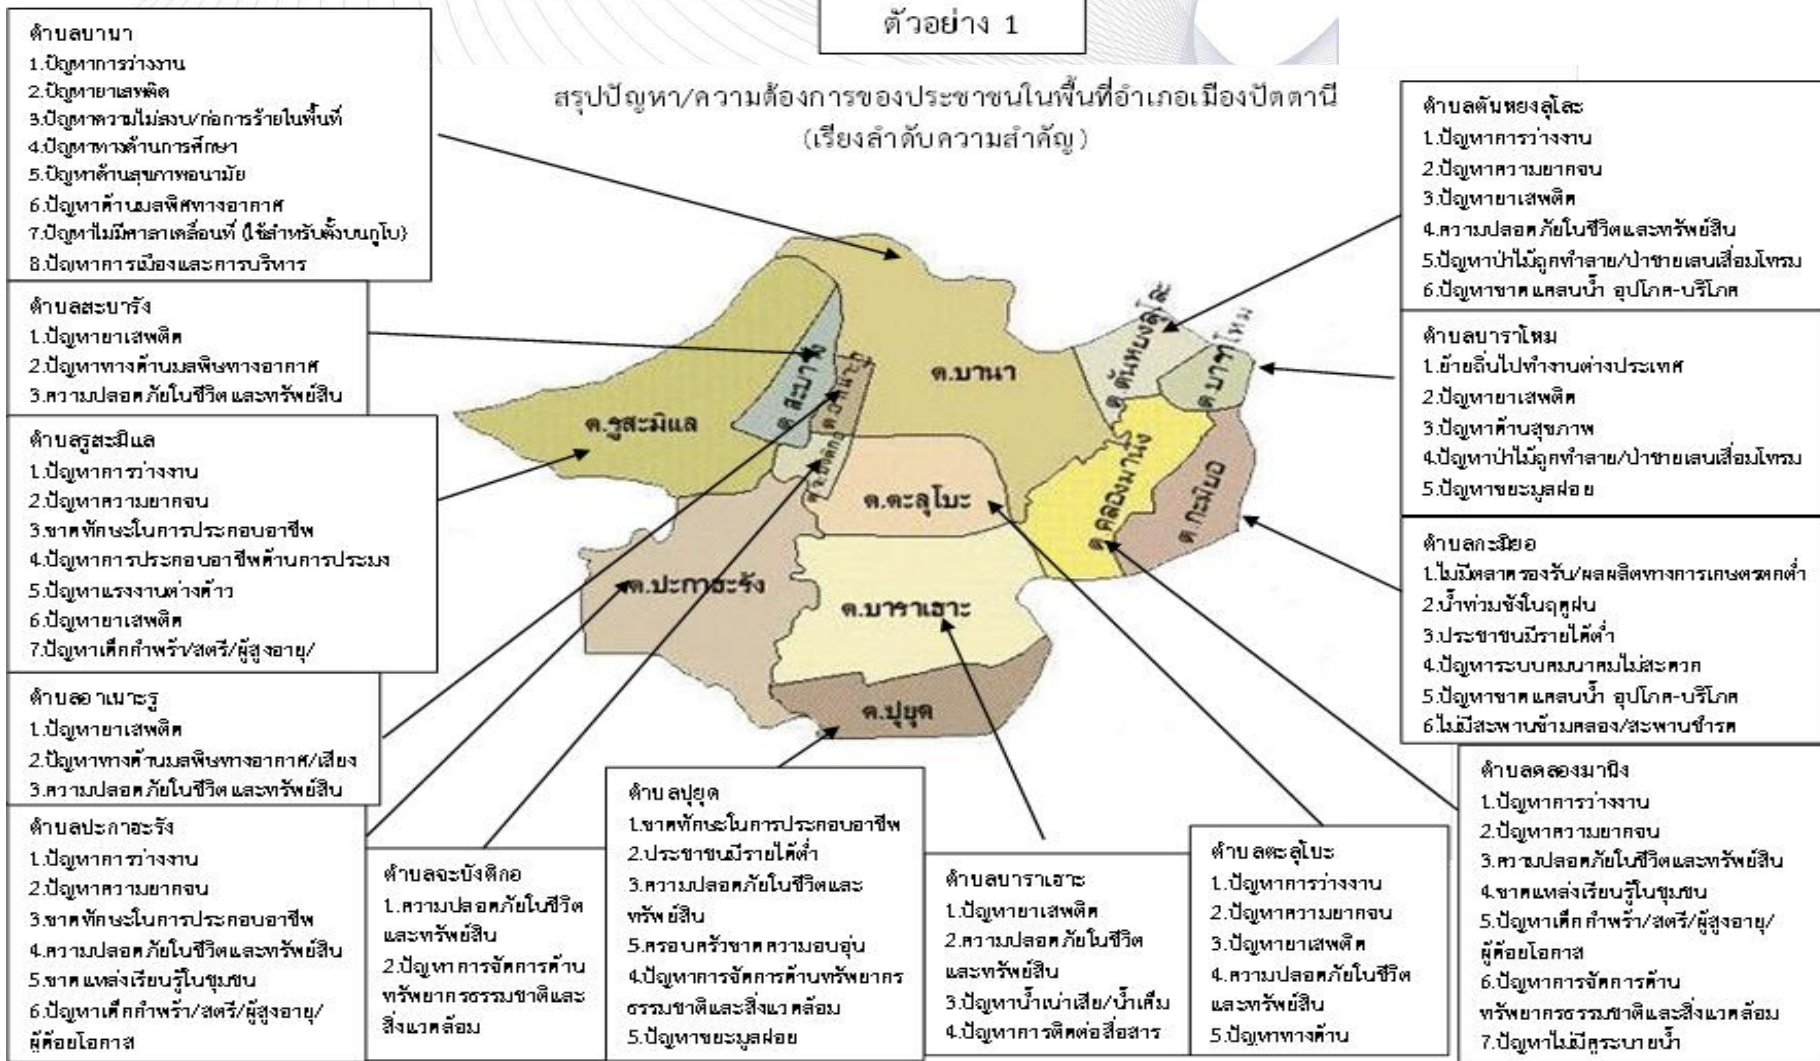 ตัวอย่าง 1
สรุปปัญหา/ความต้องการของประชาชนในพื้นที่อำเภอเมืองปัตตานี
(เรียงลำดับความสำคัญ)
ตำบลบานา
1.ปัญหาการว่างงาน
2.ปัญหายาเสพติด
3.ปัญหาความไม่สงบ/ก่อการร้ายในพื้นที่
4.ปัญหาทางด้านการศึกษา
5.ปัญหาด้านสุขภาพอนามัย
6.ปัญหาด้านมลพิศทางอากาศ
7.ปัญหาไม่มีศาลาเคลื่อนที่ (ใช้สำหรับตั้งบนกูโบ)
8.ปัญหาการเมืองและการบริหาร
ตำบลสะบารัง
1.ปัญหายาเสพติด
2.ปัญหาทางด้านมลพิษทางอากาศ
3.ความปลอดภัยในชีวิตและทรัพย์สิน
ตำบลรูสะมิแล
1.ปัญหาการว่างงาน
2.ปัญหาความยากจน
3.ขาดทักษะในการประกอบอาชีพ
4.ปัญหาการประกอบอาชีพด้านการประมง
5.ปัญหาแรงงานต่างด้าว
6.ปัญหายาเสพติด
7.ปัญหาเด็กกำพร้า/สตรี/ผู้สูงอายุ/
ตำบลอาเนาะรู
1.ปัญหายาเสพติด
2.ปัญหาทางด้านมลพิษทางอากาศ/เสียง
3.ความปลอดภัยในชีวิตและทรัพย์สิน
ตำบลปะกาฮะรัง
1.ปัญหาการว่างงาน
2.ปัญหาความยากจน
3.ขาดทักษะในการประกอบอาชีพ
4.ความปลอดภัยในชีวิตและทรัพย์สิน
5.ขาดแหล่งเรียนรู้ในชุมชน
6.ปัญหาเด็กกำพร้า/สตรี/ผู้สูงอายุ/
ผู้ด้อยโอกาส
ตำบลจะบังติกอ
1.ความปลอดภัยในชีวิต
และทรัพย์สิน
2.ปัญหาการจัดการด้าน
ทรัพยากรธรรมชาติและ
สิ่งแวดล้อม
ตำบลปุยุด
1.ขาดทักษะในการประกอบอาชีพ
2.ประชาชนมีรายได้ต่ำ
3.ความปลอดภัยในชีวิตและ
ทรัพย์สิน
5.ครอบครัวขาดความอบอุ่น
4.ปัญหาการจัดการด้านทรัพยากร
ธรรมชาติและสิ่งแวดล้อม
5.ปัญหาขยะมูลฝอย
ตำบลบาราเฮาะ
1.ปัญหายาเสพติด
2.ความปลอดภัยในชีวิต
และทรัพย์สิน
3.ปัญหาน้ำเน่าเสีย/น้ำเค็ม
4.ปัญหาการติดต่อสื่อสาร
ตำบลตะลุโบะ
1.ปัญหาการว่างงาน
2.ปัญหาความยากจน
3.ปัญหายาเสพติด
4.ความปลอดภัยในชีวิต
และทรัพย์สิน
5.ปัญหาทางด้าน
ตำบลตันหยงลุโละ
1.ปัญหาการว่างงาน
2.ปัญหาความยากจน
3.ปัญหายาเสพติด
4.ความปลอดภัยในชีวิตและทรัพย์สิน
5.ปัญหาป่าไม้ถูกทำลาย/ป่าชายเลนเสื่อมโทรม
6.ปัญหาขาดแคลนน้ำ อุปโภค-บริโภค
ตำบลบาราโหม
1.ย้ายถิ่นไปทำงานต่างประเทศ
2.ปัญหายาเสพติด
3.ปัญหาด้านสุขภาพ
4.ปัญหาป่าไม้ถูกทำลาย/ป่าชายเลนเสื่อมโทรม
5.ปัญหาขยะมูลฝอย
ตำบลกะมิยอ
1.ไม่มีตลาดรองรับ/ผลผลิตทางการเกษตรตกต่ำ
2.น้ำท่วมขังในฤดูฝน
3.ประชาชนมีรายได้ต่ำ
4.ปัญหาระบบคมนาคมไม่สะดวก
5.ปัญหาขาดแคลนน้ำ อุปโภค-บริโภค
6.ไม่มีสะพานข้ามคลอง/สะพานชำรุด
ตำบลคลองมานิง
1.ปัญหาการว่างงาน
2.ปัญหาความยากจน
3.ความปลอดภัยในชีวิตและทรัพย์สิน
4.ขาดแหล่งเรียนรู้ในชุมชน
5.ปัญหาเด็กกำพร้า/สตรี/ผู้สูงอายุ/
ผู้ด้อยโอกาส
6.ปัญหาการจัดการด้าน
ทรัพยากรธรรมชาติและสิ่งแวดล้อม
7.ปัญหาไม่มีคูระบายน้ำ
ต.บานา
ต.ตันหยงลุโละ
ต.บาราโหม
ต.รูสะมิแล
ต.สะบารัง
ต.อาเนาะรู
ต.จะบังติกอ
ต.ตะลุโบะ
ต.คลองมานิง
ต.กะมิยอ
ต.ปะกาฮะรัง
ต.บาราเฮาะ
ต.ปุยุด